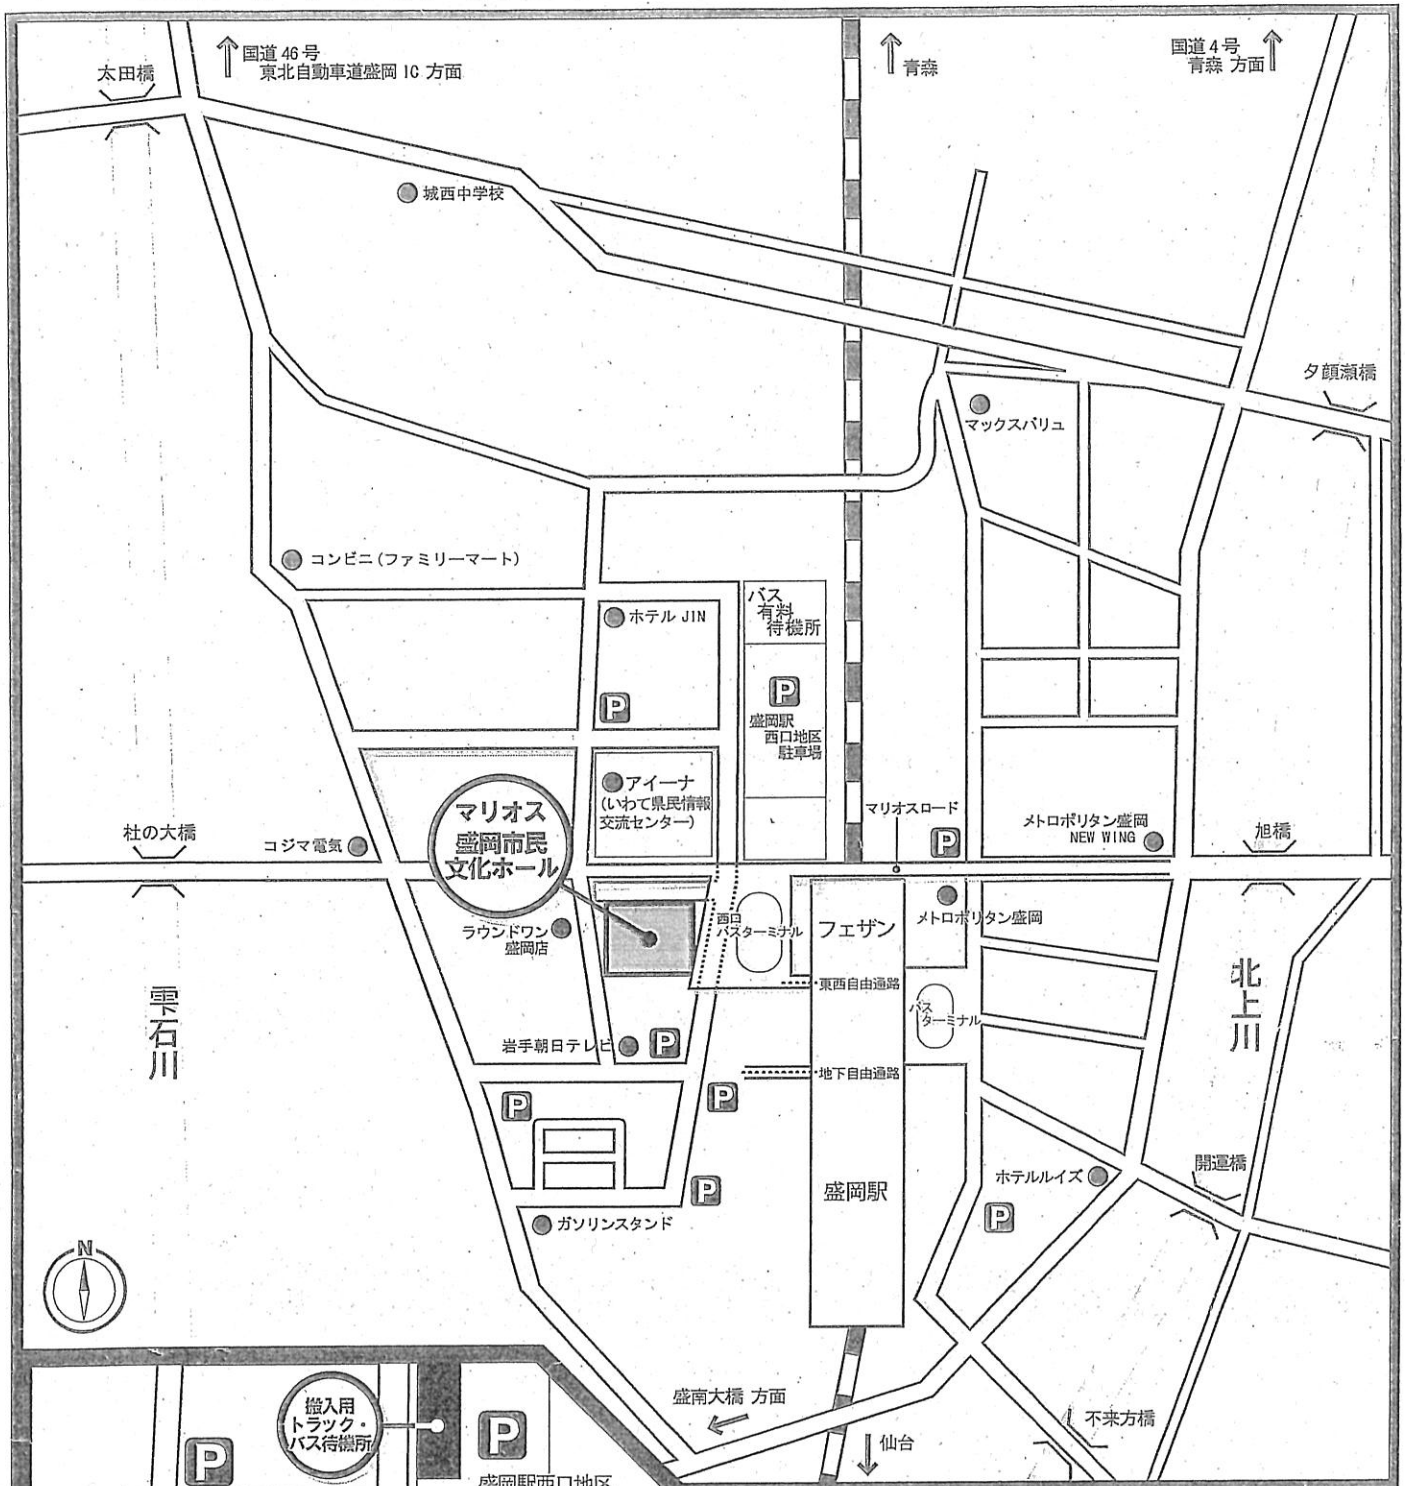 国道 46 号
東北自動車道盛岡 IC 方面
太田橋
青森
国道 4 号
青森 方面
城西中学校
夕顔瀬橋
マックスバリュ
コンビニ(ファミリーマート)
ホテル JIN
バス
有料
待機所
P
P
盛岡駅
西口地区
駐車場
アイーナ
(いわて県民情報
交流センター)
マリオス
盛岡市民
文化ホール
杜の大橋
コジマ電気
マリオスロード
P
メトロポリタン盛岡
NEW WING
旭橋
ラウンドワン
盛岡店
西口
バスターミナル
フェザン
メトロポリタン盛岡
東西自由通路
バス
ターミナル
雫石川
北上川
岩手朝日テレビ
P
地下自由通路
P
P
P
ガソリンスタンド
盛岡駅
ホテルルイズ
P
開運橋
N
盛南大橋 方面
仙台
不来方橋
搬入用
トラック・
バス待機所
P
P
盛岡駅西口地区